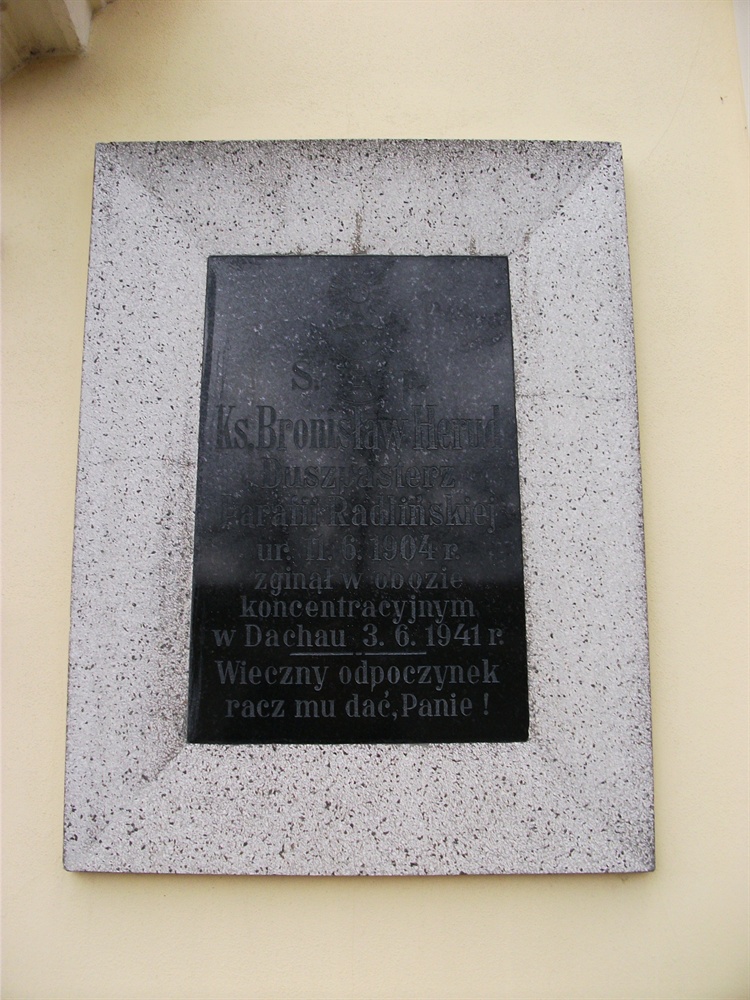 S. P.
Ks. Bronisław Herud
Duszpasterz
Parafii Radlińskiej
ur. 11. 6. 1904 r.
zginął w obozie
koncentracyjnym
w Dachau 3. 6. 1941 r.
Wieczny odpoczynek
racz mu dać, Panie !